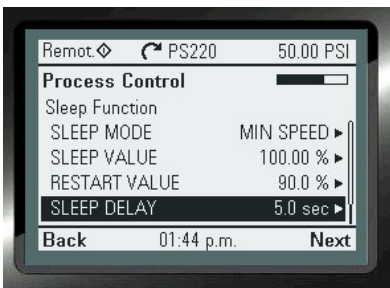 Remot. PS220 50.00 PSI
Process Control
Sleep Function
SLEEP MODE MIN SPEED
SLEEP VALUE 100.00 %
RESTART VALUE 90.0 %
SLEEP DELAY 5.0 sec
Back 01:44 p.m. Next